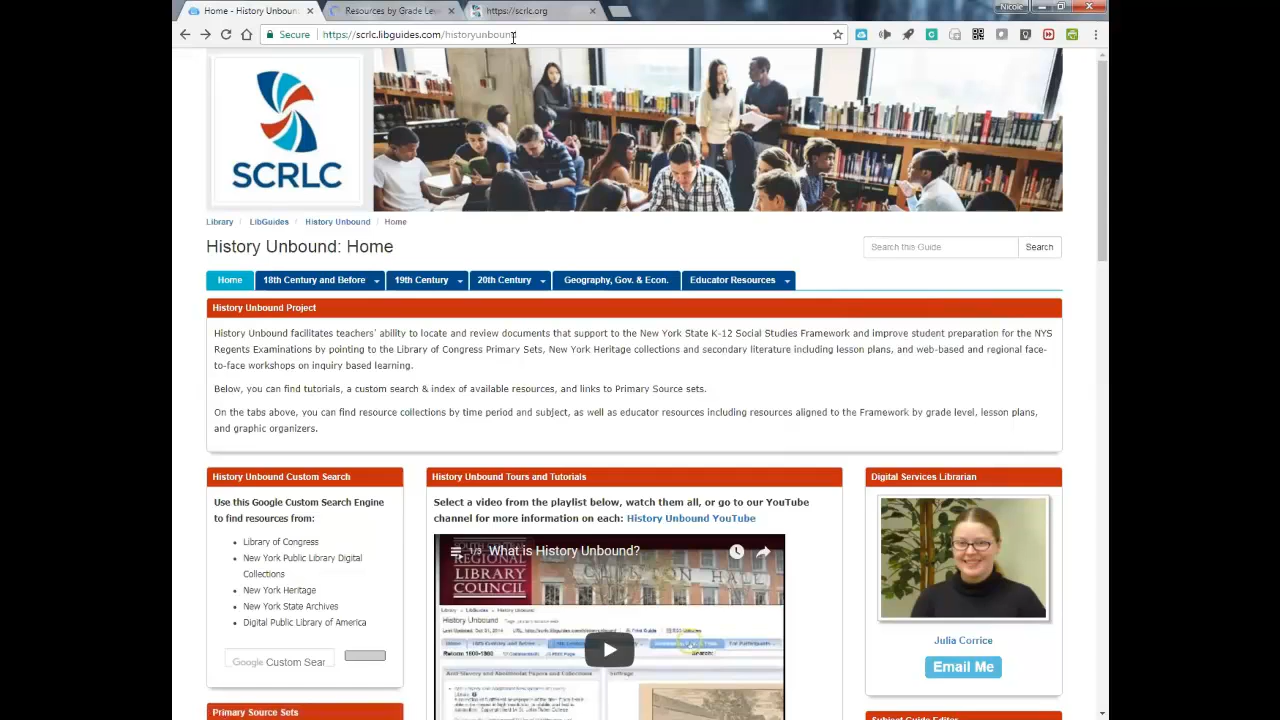 Nicole
Home - History Unboun
Resources by Grade Leve
https://scrlc.org
Secure
https://scrlc.libguides.com/historyunbound
SCRLC
Library / LibGuides / History Unbound / Home
History Unbound: Home
Search this Guide
Search
Home
18th Century and Before
19th Century
20th Century
Geography, Gov. & Econ.
Educator Resources
History Unbound Project
History Unbound facilitates teachers' ability to locate and review documents that support to the New York State K-12 Social Studies Framework and improve student preparation for the NYS
Regents Examinations by pointing to the Library of Congress Primary Sets, New York Heritage collections and secondary literature including lesson plans, and web-based and regional face-
to-face workshops on inquiry based learning.
Below, you can find tutorials, a custom search & index of available resources, and links to Primary Source sets.
On the tabs above, you can find resource collections by time period and subject, as well as educator resources including resources aligned to the Framework by grade level, lesson plans,
and graphic organizers.
History Unbound Custom Search
Use this Google Custom Search Engine
to find resources from:
Library of Congress
New York Public Library Digital
Collections
New York Heritage
New York State Archives
Digital Public Library of America
Google Custom Sear
Primary Source Sets
History Unbound Tours and Tutorials
Select a video from the playlist below, watch them all, or go to our YouTube
channel for more information on each: History Unbound YouTube
1/3 What is History Unbound?
REGIONAL
LIBRARY
COUNCIL
History Unbound
Digital Services Librarian
Julia Corrice
Email Me
Subject Guide Editor